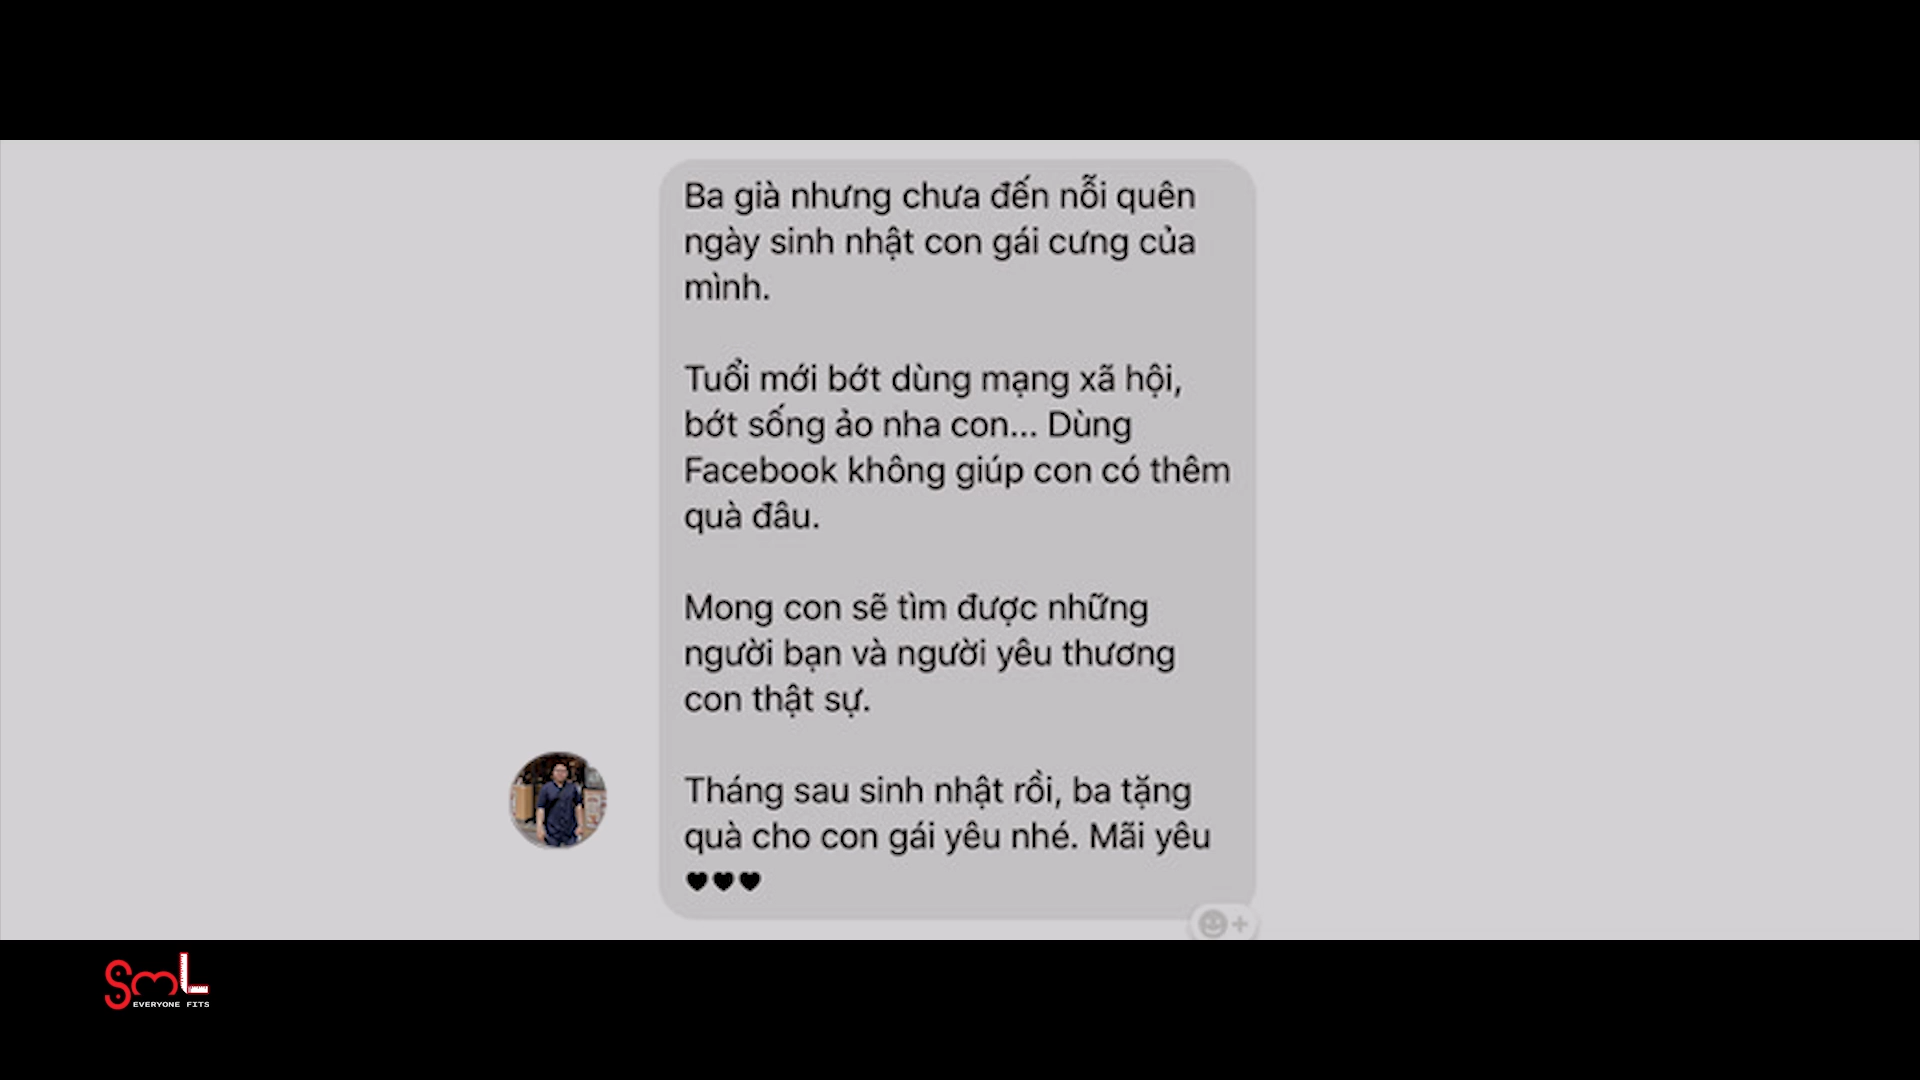 Ba già nhưng chưa đến nỗi quên
ngày sinh nhật con gái cưng của
mình.
Tuổi mới bớt dùng mạng xã hội,
bớt sống ảo nha con... Dùng
Facebook không giúp con có thêm
quà đâu.
Mong con sẽ tìm được những
người bạn và người yêu thương
con thật sự.
Tháng sau sinh nhật rồi, ba tặng
quà cho con gái yêu nhé. Mãi yêu
♥♥♥
SML
EVERYONE FITS